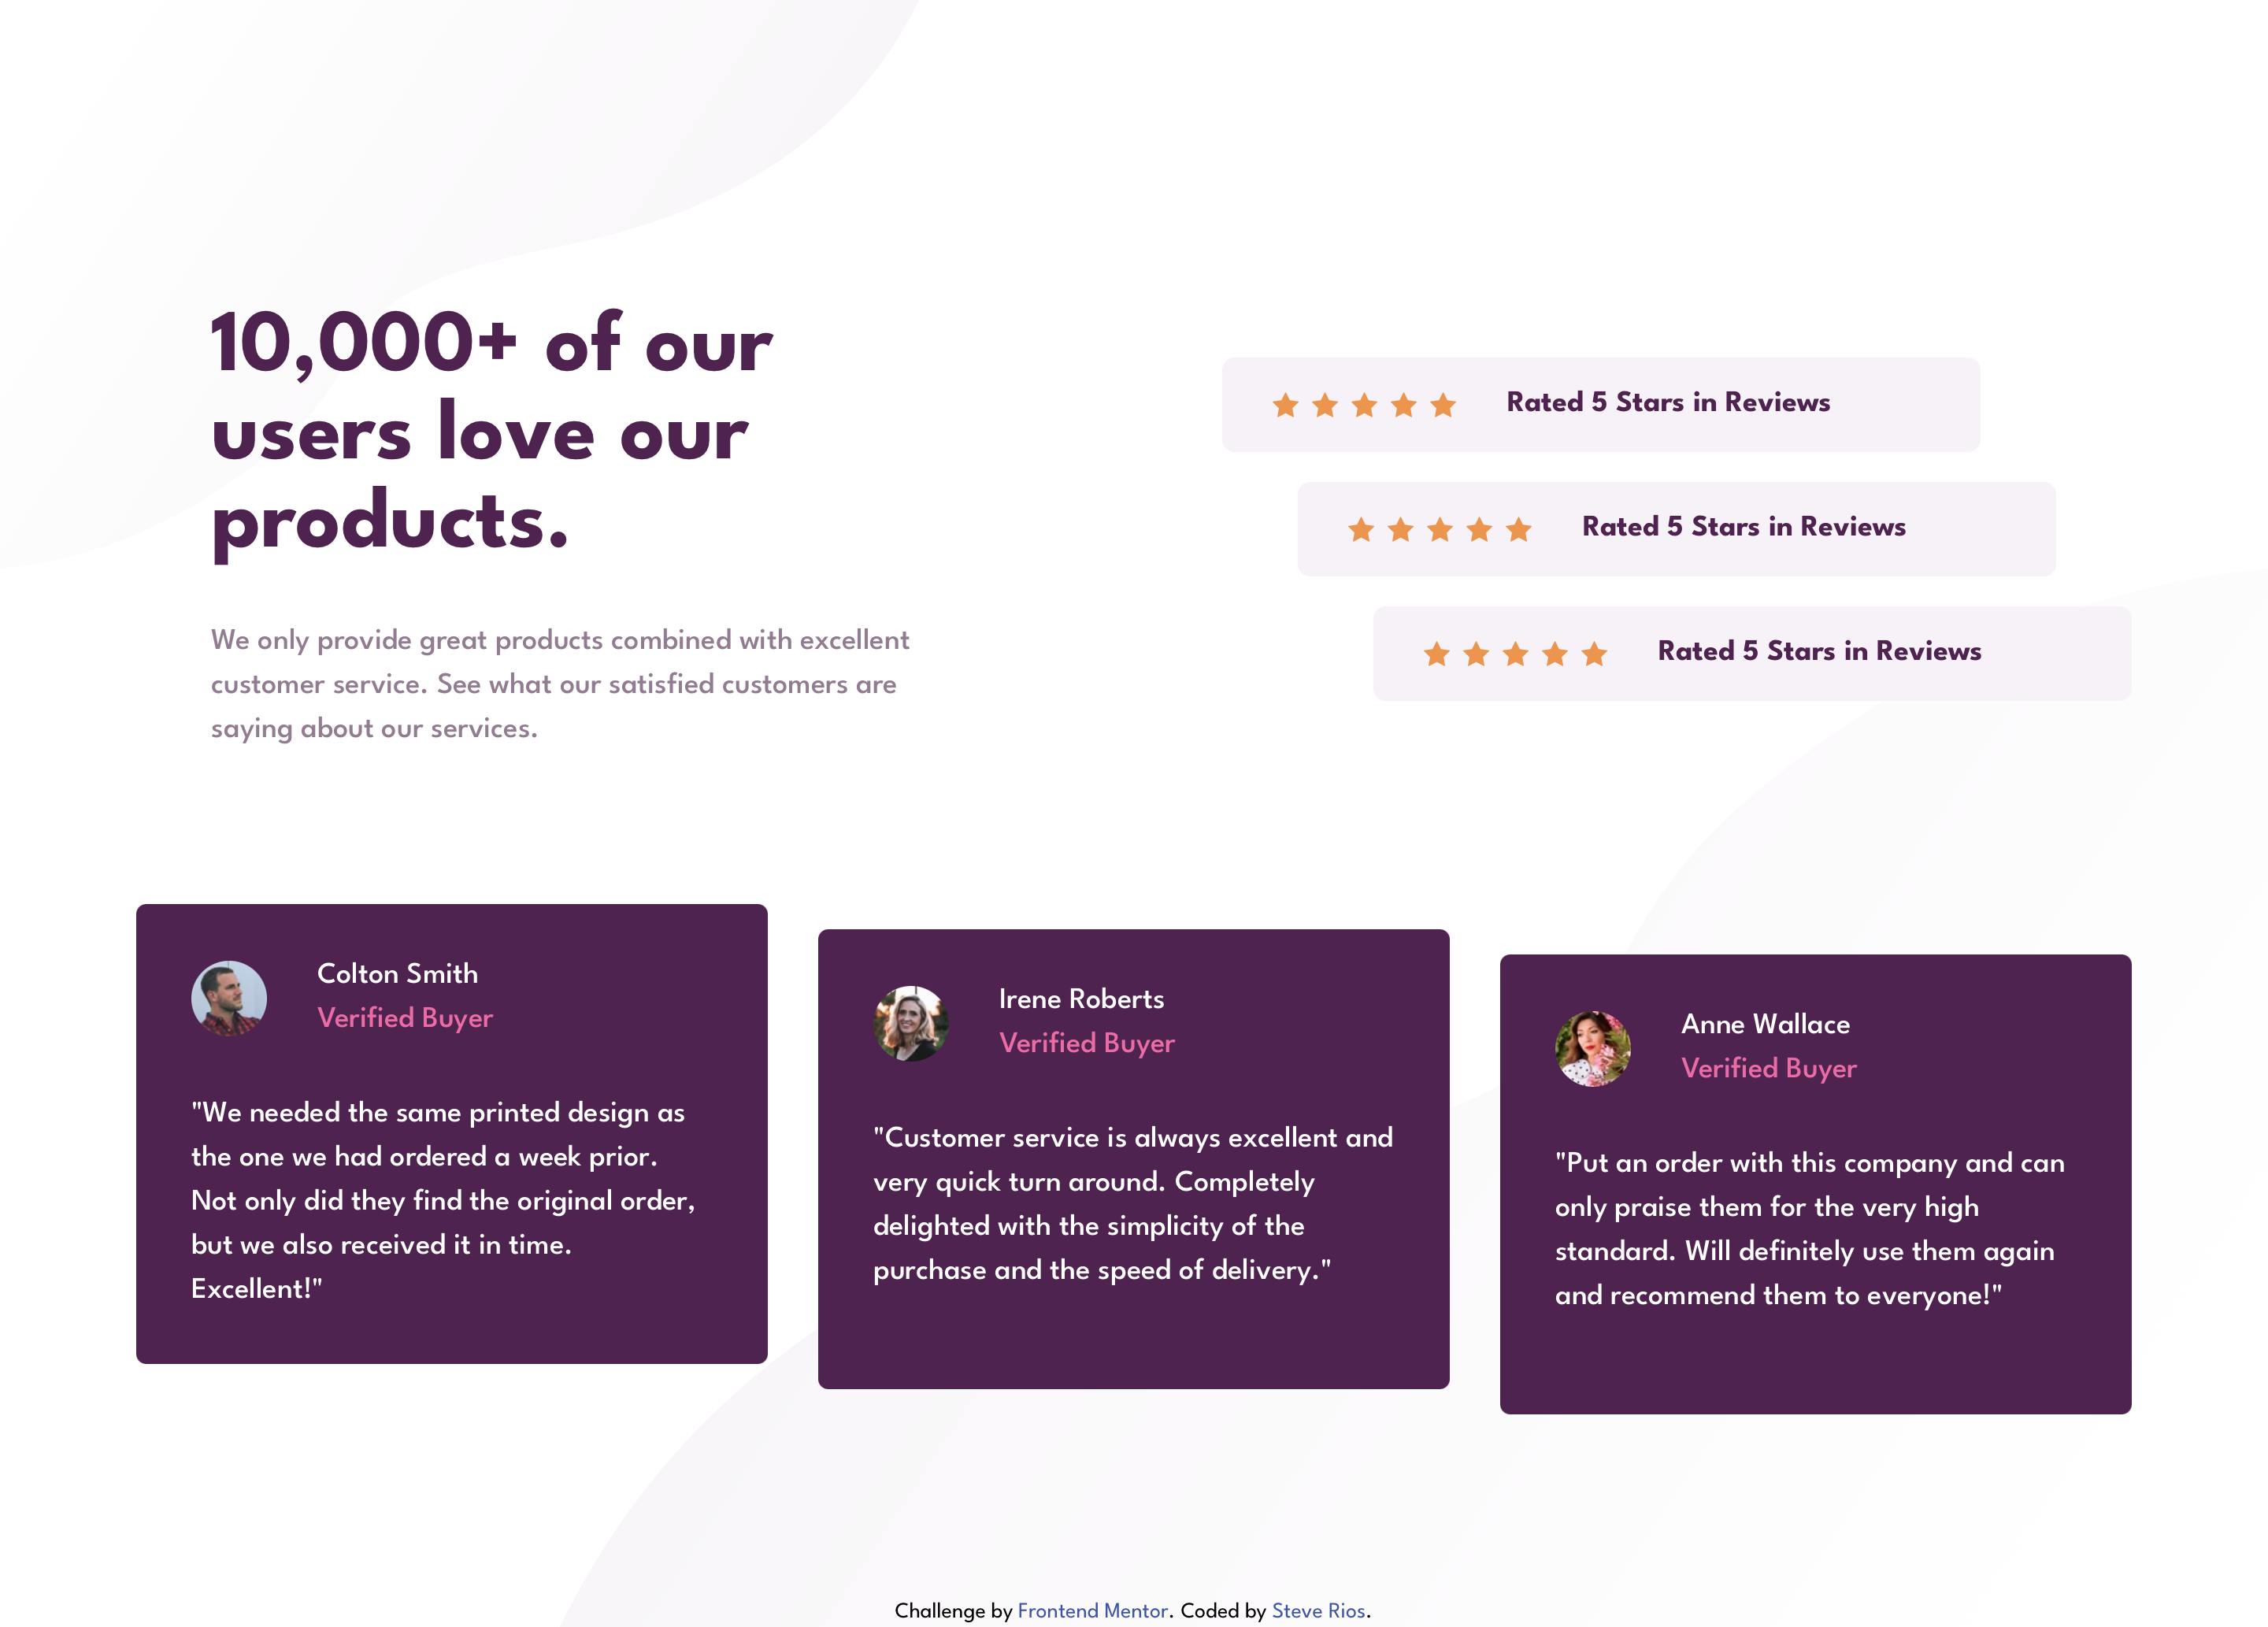 10,000+ of our
users love our
products.
We only provide great products combined with excellent
customer service. See what our satisfied customers are
saying about our services.
Rated 5 Stars in Reviews
Rated 5 Stars in Reviews
Rated 5 Stars in Reviews
Colton Smith
Verified Buyer
"We needed the same printed design as
the one we had ordered a week prior.
Not only did they find the original order,
but we also received it in time.
Excellent!"
Irene Roberts
Verified Buyer
"Customer service is always excellent and
very quick turn around. Completely
delighted with the simplicity of the
purchase and the speed of delivery."
Anne Wallace
Verified Buyer
"Put an order with this company and can
only praise them for the very high
standard. Will definitely use them again
and recommend them to everyone!"
Challenge by Frontend Mentor. Coded by Steve Rios.